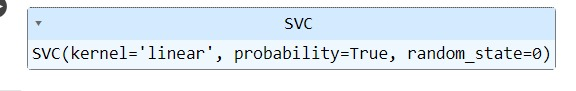 SVC
SVC(kernel='linear', probability=True, random_state=0)